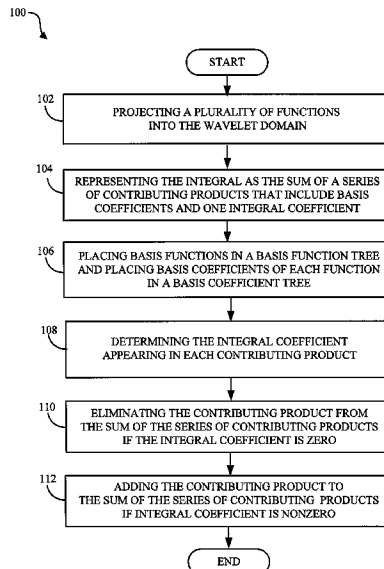 100
START
102
PROJECTING A PLURALITY OF FUNCTIONS
INTO THE WAVELET DOMAIN
104
REPRESENTING THE INTEGRAL AS THE SUM OF A SERIES
OF CONTRIBUTING PRODUCTS THAT INCLUDE BASIS
COEFFICIENTS AND ONE INTEGRAL COEFFICIENT
106
PLACING BASIS FUNCTIONS IN A BASIS FUNCTION TREE
AND PLACING BASIS COEFFICIENTS OF EACH FUNCTION
IN A BASIS COEFFICIENT TREE
108
DETERMINING THE INTEGRAL COEFFICIENT
APPEARING IN EACH CONTRIBUTING PRODUCT
110
ELIMINATING THE CONTRIBUTING PRODUCT FROM
THE SUM OF THE SERIES OF CONTRIBUTING PRODUCTS
IF THE INTEGRAL COEFFICIENT IS ZERO
112
ADDING THE CONTRIBUTING PRODUCT TO
THE SUM OF THE SERIES OF CONTRIBUTING PRODUCTS
IF INTEGRAL COEFFICIENT IS NONZERO
END